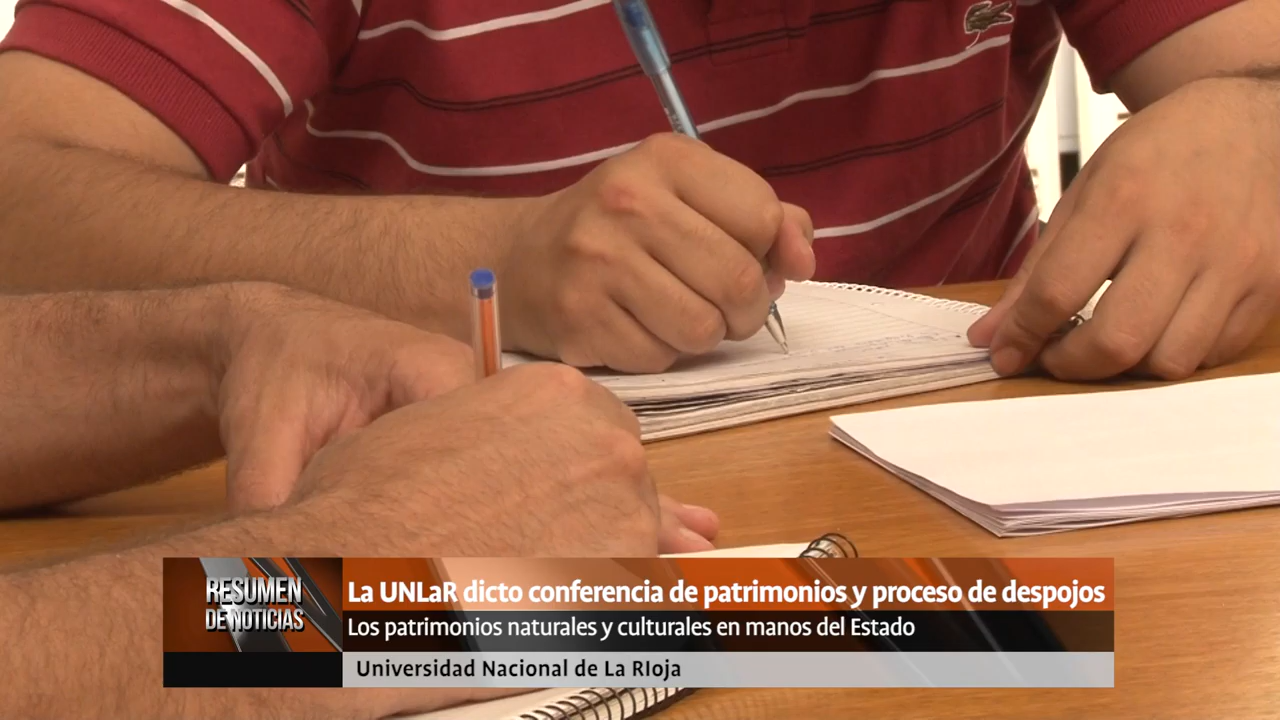 RESUMEN
DE NOTICIAS
La UNLaR dicto conferencia de patrimonios y proceso de despojos
Los patrimonios naturales y culturales en manos del Estado
Universidad Nacional de La RIoja